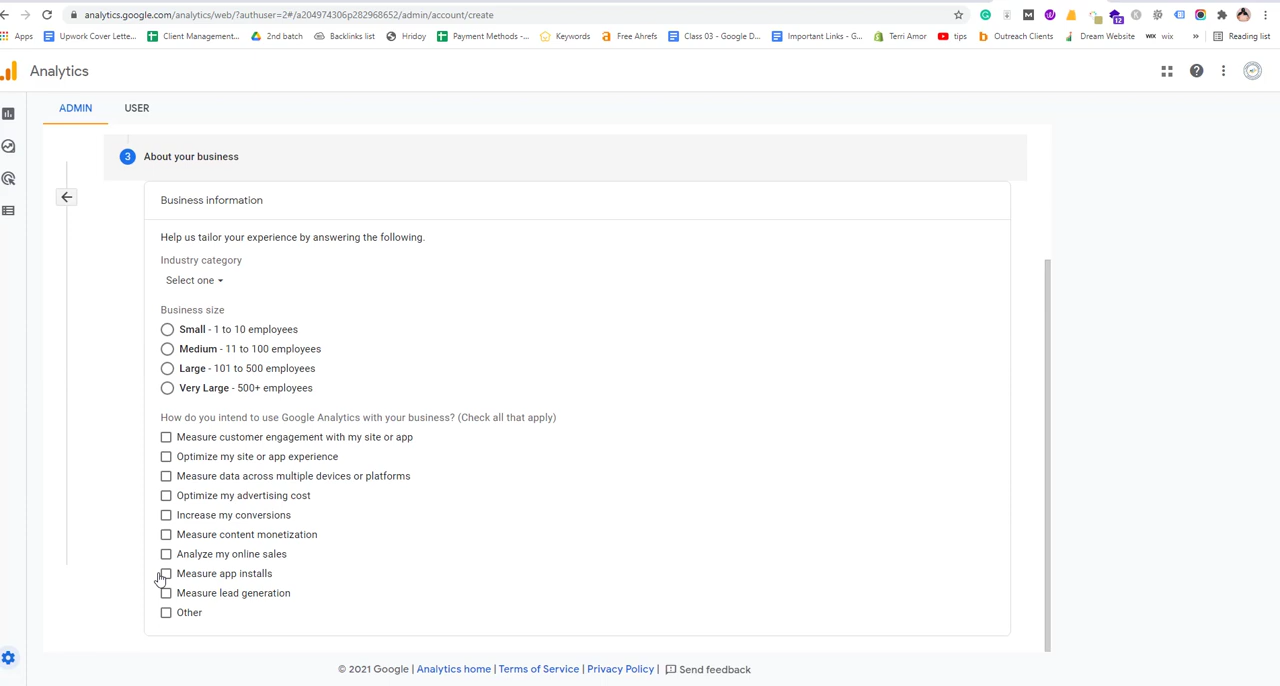 analytics.google.com/analytics/web/?authuser=2#/a204974306p282968652/admin/account/create
Apps Upwork Cover Lette... Client Management... 2nd batch Backlinks list Hridoy Payment Methods -... Keywords Free Ahrefs Class 03 - Google D... Important Links - G... Terri Amor tips Outreach Clients Dream Website WIX wix » Reading list
Analytics
ADMIN USER
3 About your business
Business information
Help us tailor your experience by answering the following.
Industry category
Select one
Business size
Small - 1 to 10 employees
Medium - 11 to 100 employees
Large - 101 to 500 employees
Very Large - 500+ employees
How do you intend to use Google Analytics with your business? (Check all that apply)
Measure customer engagement with my site or app
Optimize my site or app experience
Measure data across multiple devices or platforms
Optimize my advertising cost
Increase my conversions
Measure content monetization
Analyze my online sales
Measure app installs
Measure lead generation
Other
© 2021 Google | Analytics home | Terms of Service | Privacy Policy | Send feedback